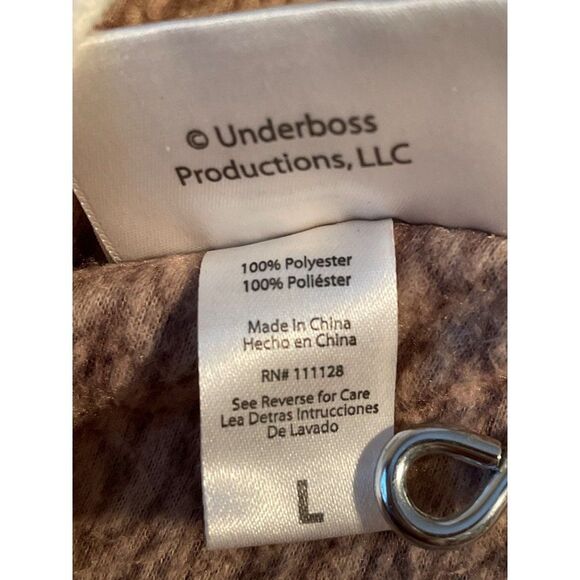 © Underboss
Productions, LLC
100% Polyester
100% Poliéster
Made in China
Hecho en China
RN# 111128
See Reverse for Care
Lea Detras Intrucciones
De Lavado
L